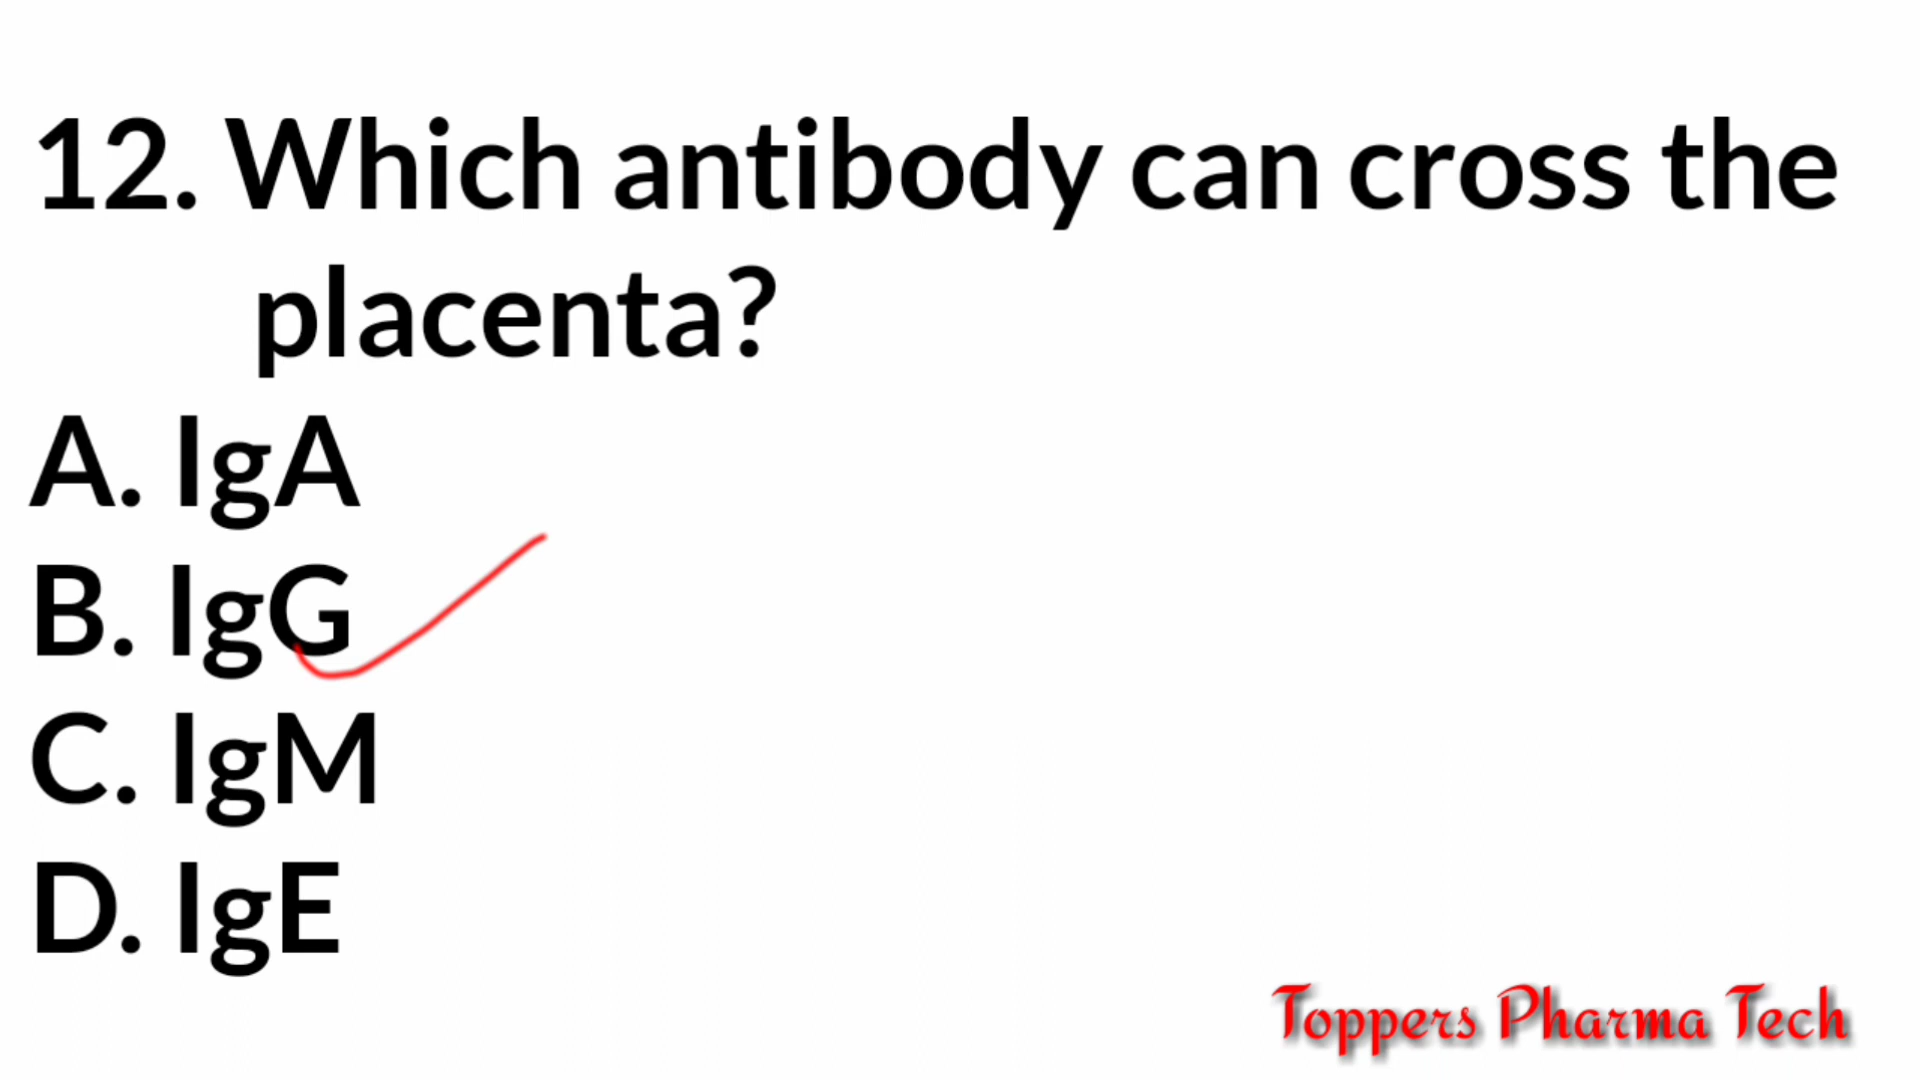 12. Which antibody can cross the
placenta?
A. IgA
B. IgG
C. IgM
D. IgE
Toppers Pharma Tech